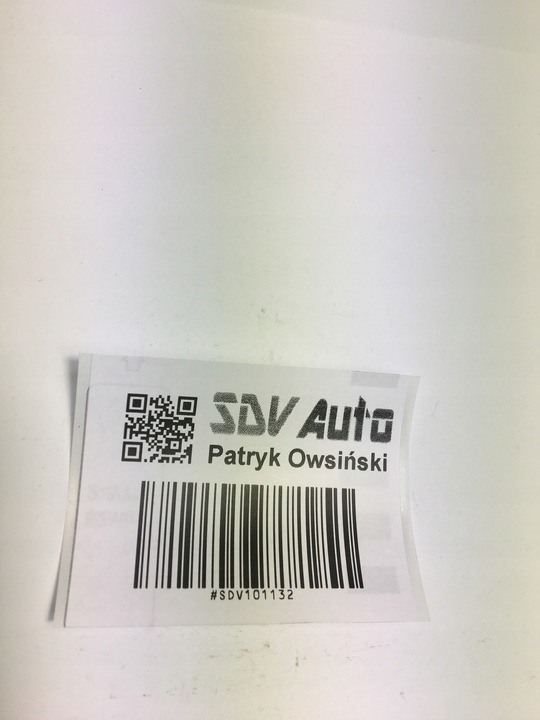 SDV Auto
Patryk Owsiński
#SDV101132